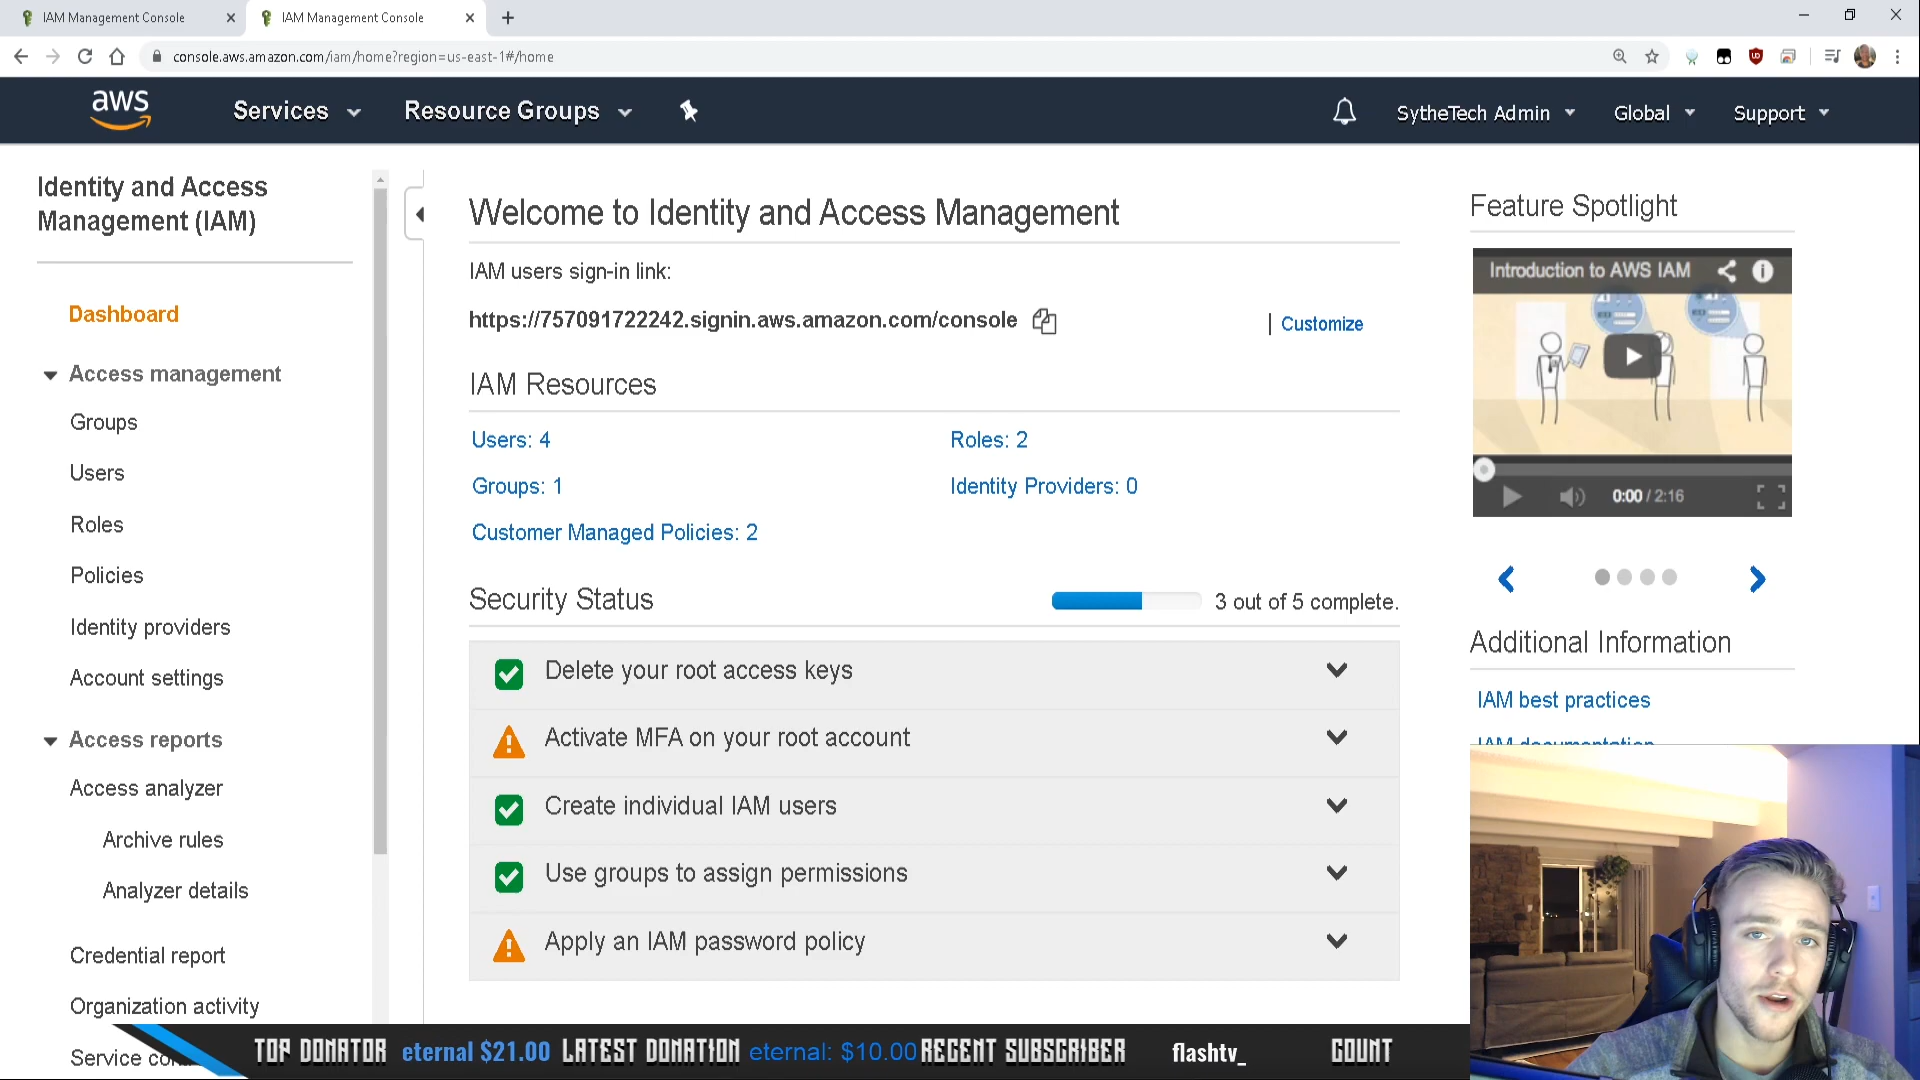 IAM Management Console
IAM Management Console
console.aws.amazon.com/iam/home?region=us-east-1#/home
aws
Services
Resource Groups
SytheTech Admin
Global
Support
Identity and Access
Management (IAM)
Dashboard
Access management
Groups
Users
Roles
Policies
Identity providers
Account settings
Access reports
Access analyzer
Archive rules
Analyzer details
Credential report
Organization activity
Service co
Welcome to Identity and Access Management
IAM users sign-in link:
https://757091722242.signin.aws.amazon.com/console
| Customize
IAM Resources
Users: 4
Roles: 2
Groups: 1
Identity Providers: 0
Customer Managed Policies: 2
Security Status
3 out of 5 complete.
Delete your root access keys
Activate MFA on your root account
Create individual IAM users
Use groups to assign permissions
Apply an IAM password policy
Feature Spotlight
Introduction to AWS IAM
0:00 / 2:16
Additional Information
IAM best practices
IAM documentation
TOP DONATOR eternal $21.00 LATEST DONATION eternal: $10.00 RECENT SUBSCRIBER flashtv_ COUNT